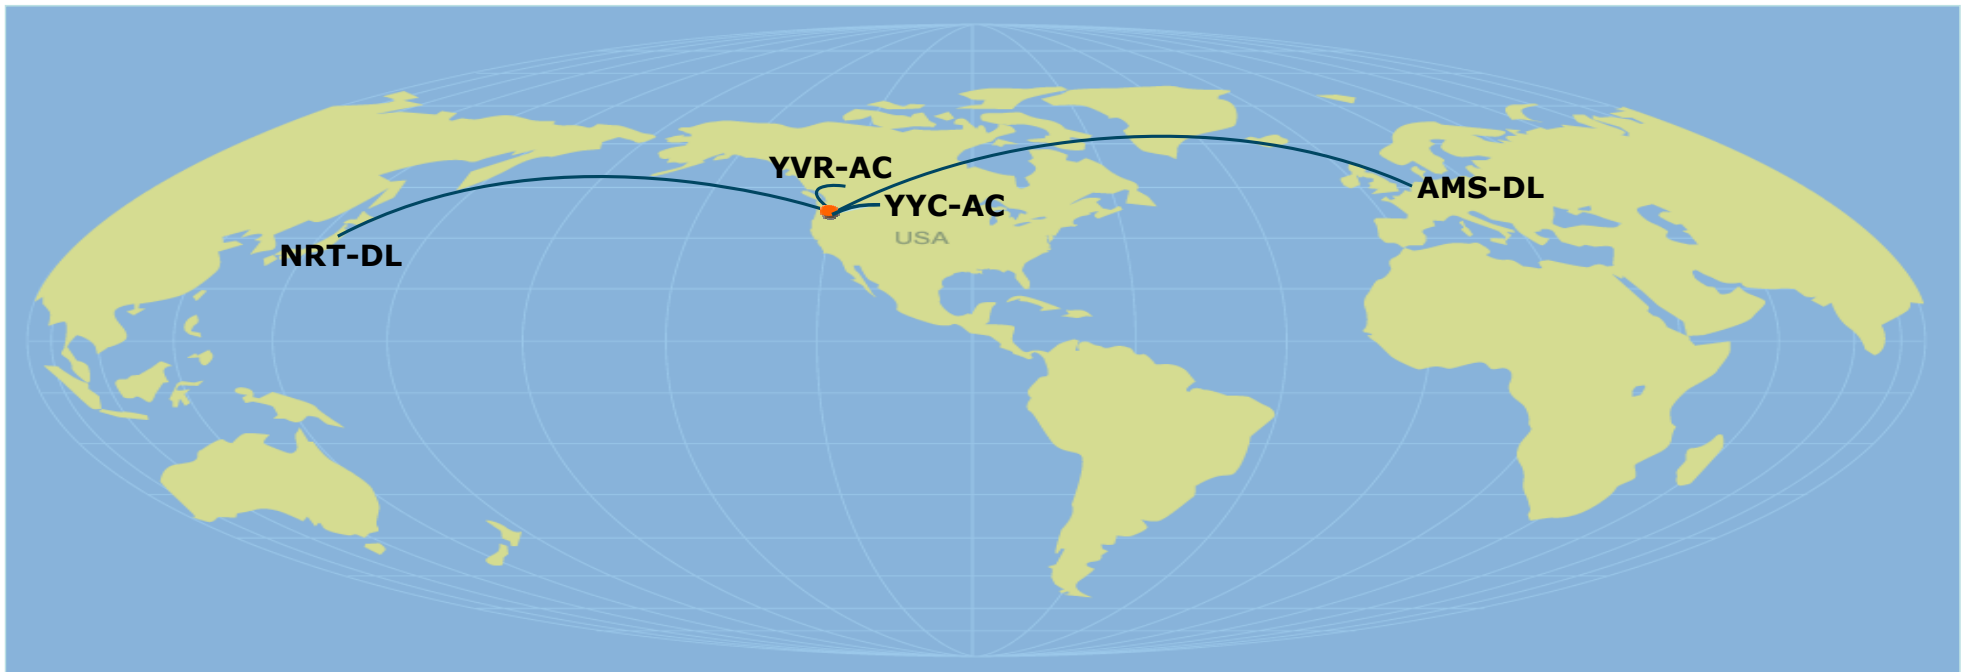 YVR-AC
AMS-DL
YYC-AC
USA
NRT-DL